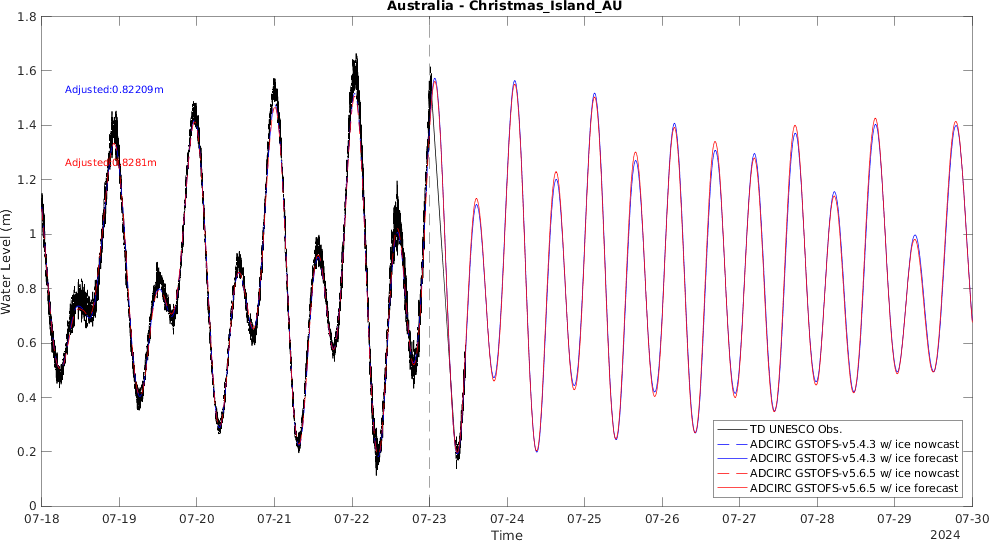 Australia - Christmas_Island_AU
1.8
1.6
1.4
1.2
1
0.8
0.6
0.4
0.2
0
Water Level (m)
Adjusted:0.82209m
Adjusted:0.8281m
TD UNESCO Obs.
ADCIRC GSTOFS-v5.4.3 w/ ice nowcast
ADCIRC GSTOFS-v5.4.3 w/ ice forecast
ADCIRC GSTOFS-v5.6.5 w/ ice nowcast
ADCIRC GSTOFS-v5.6.5 w/ ice forecast
07-18 07-19 07-20 07-21 07-22 07-23 07-24 07-25 07-26 07-27 07-28 07-29 07-30
Time
2024